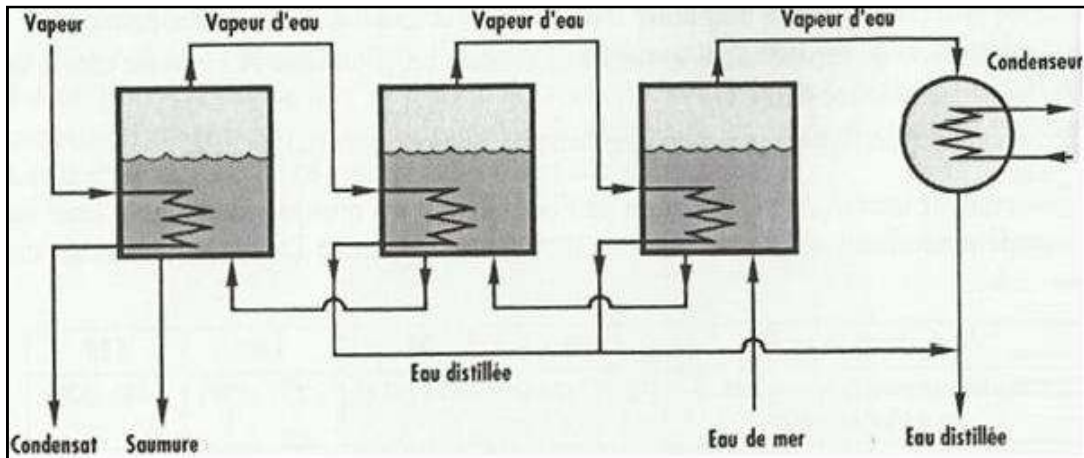 Vapeur
Vapeur d'eau
Vapeur d'eau
Vapeur d'eau
Condenseur
Eau distillée
Condensat
Saumure
Eau de mer
Eau distillée